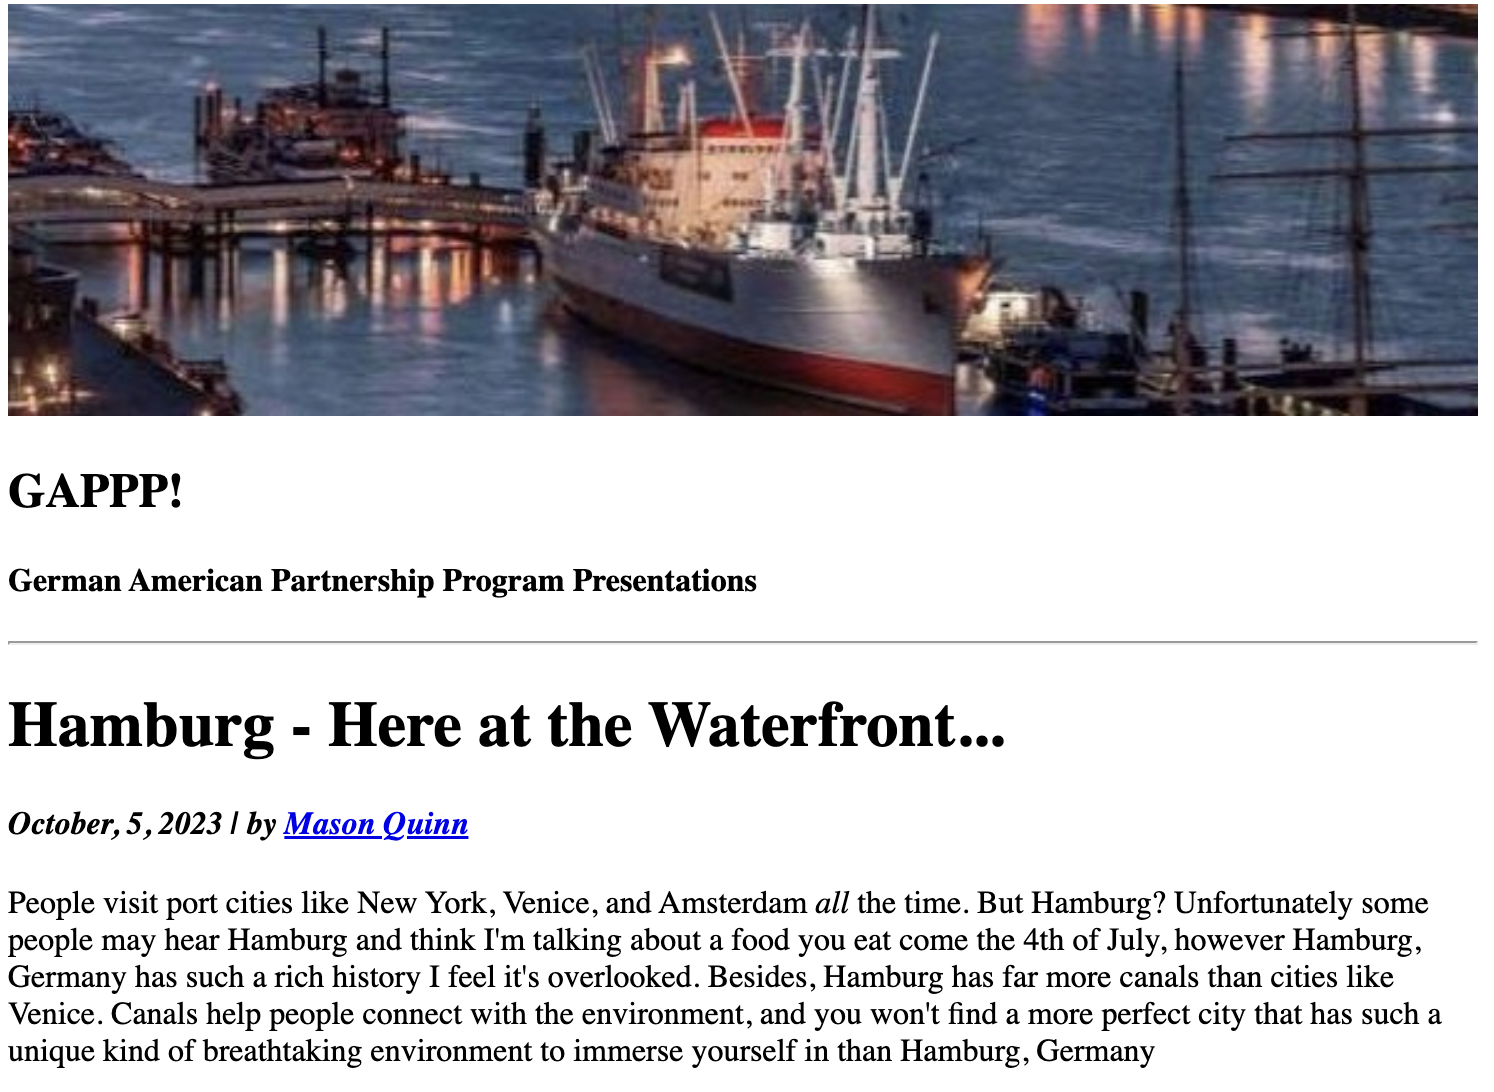 GAPPP!
German American Partnership Program Presentations
Hamburg - Here at the Waterfront...
October, 5, 2023 | by Mason Quinn
People visit port cities like New York, Venice, and Amsterdam all the time. But Hamburg? Unfortunately some
people may hear Hamburg and think I'm talking about a food you eat come the 4th of July, however Hamburg,
Germany has such a rich history I feel it's overlooked. Besides, Hamburg has far more canals than cities like
Venice. Canals help people connect with the environment, and you won't find a more perfect city that has such a
unique kind of breathtaking environment to immerse yourself in than Hamburg, Germany